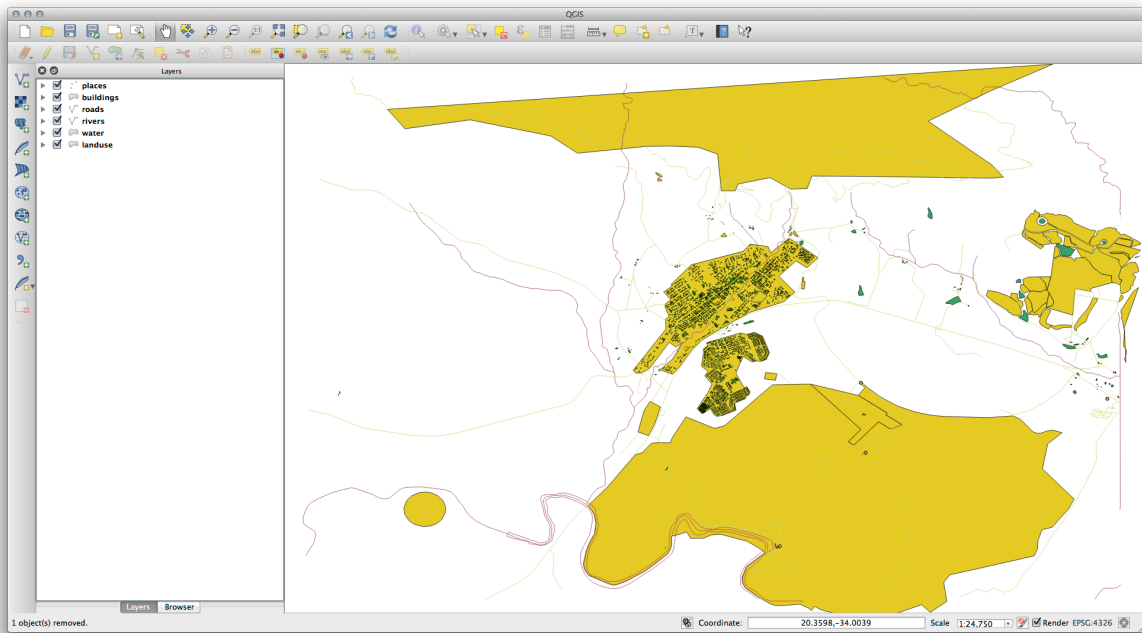 QGIS
Layers
places
buildings
roads
rivers
water
landuse
Layers Browser
1 object(s) removed.
Coordinate: 20.3598,-34.0039 Scale 1:24,750 Render EPSG:4326